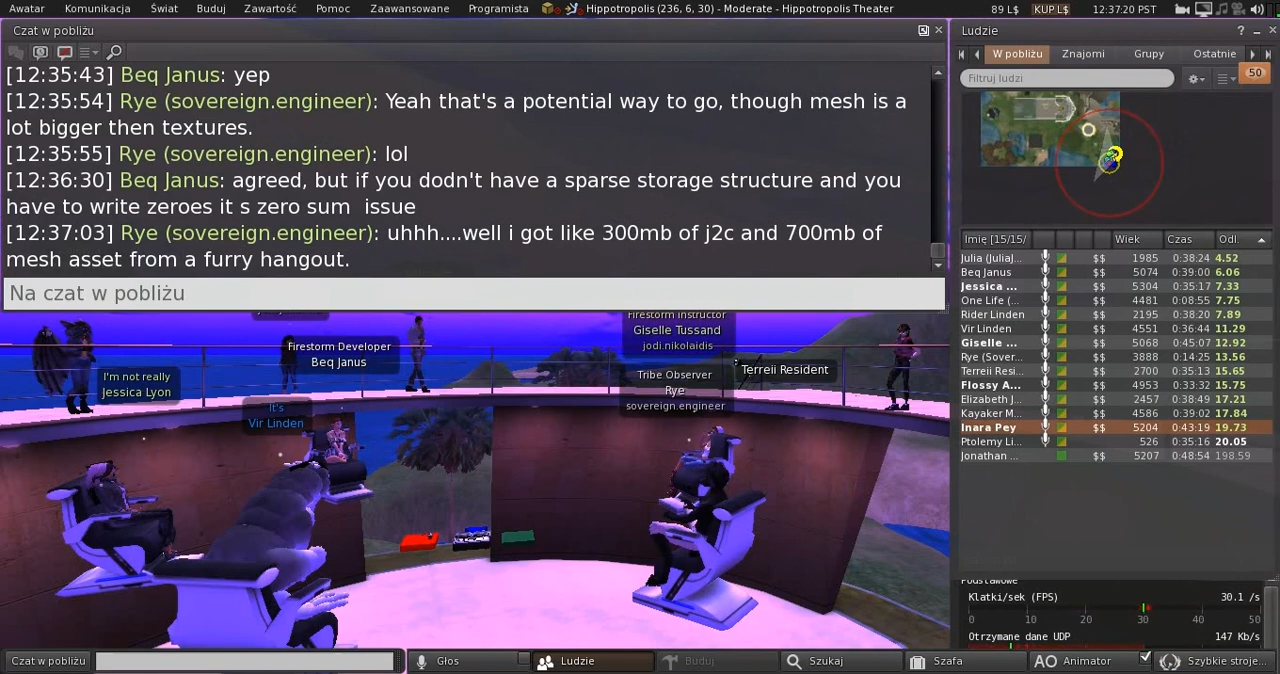 Awatar Komunikacja Świat Buduj Zawartość Pomoc Zaawansowane Programista Hippotropolis (236, 6, 30) - Moderate - Hippotropolis Theater 89 L$ KUP L$ 12:37:20 PST
Czat w pobliżu
[12:35:43] Beq Janus: yep
[12:35:54] Rye (sovereign.engineer): Yeah that's a potential way to go, though mesh is a
lot bigger then textures.
[12:35:55] Rye (sovereign.engineer): lol
[12:36:30] Beq Janus: agreed, but if you dodn't have a sparse storage structure and you
have to write zeroes it s zero sum issue
[12:37:03] Rye (sovereign.engineer): uhhh....well i got like 300mb of j2c and 700mb of
mesh asset from a furry hangout.
Na czat w pobliżu
Firestorm Instructor
Giselle Tussand
jodi.nikolaidis
Firestorm Developer
Beq Janus
Terreii Resident
I'm not really
Jessica Lyon
Tribe Observer
Rye
sovereign.engineer
It's
Vir Linden
Ludzie
? _ ×
W pobliżu Znajomi Grupy Ostatnie
50
Filtruj ludzi
Imię [15/15/ Wiek Czas Odl.
Julia (JuliaJ... $$ 1985 0:38:24 4.52
Beq Janus $$ 5074 0:39:00 6.06
Jessica ... $$ 5304 0:35:17 7.33
One Life (... $$ 4481 0:08:55 7.75
Rider Linden $$ 2195 0:38:20 7.89
Vir Linden $$ 4551 0:36:44 11.29
Giselle ... $$ 5068 0:45:07 12.92
Rye (Sover... $$ 3888 0:14:25 13.56
Terreii Resi... $$ 2700 0:35:13 15.65
Flossy A... $$ 4953 0:33:32 15.75
Elizabeth J... $$ 2457 0:38:49 17.21
Kayaker M... $$ 4586 0:39:02 17.84
Inara Pey $$ 5204 0:43:19 19.73
Ptolemy Li... 526 0:35:16 20.05
Jonathan ... $$ 5207 0:48:54 198.59
Podstawowe
Klatki/sek (FPS) 30.1 /s
0 10 20 30 40 50
Otrzymane dane UDP 147 Kb/s
Czat w pobliżu Głos Ludzie Buduj Szukaj Szafa AO Animator Szybkie stroje...